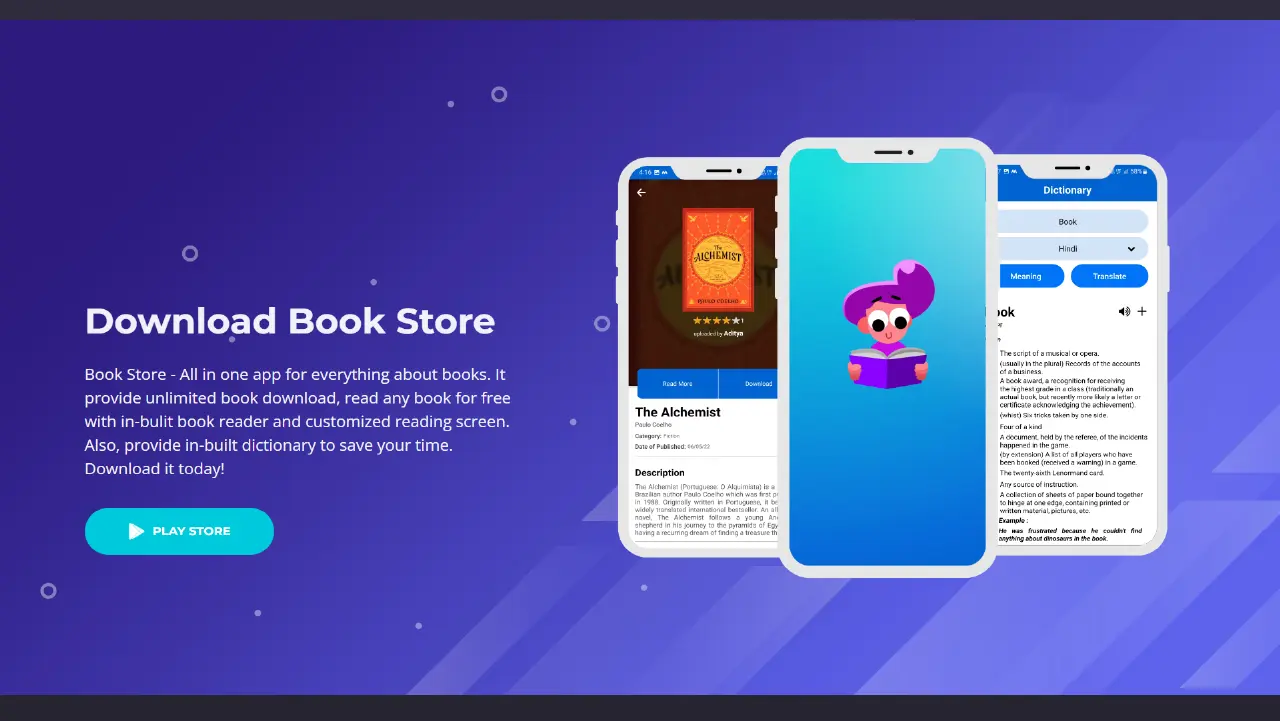 Download Book Store
Book Store - All in one app for everything about books. It
provide unlimited book download, read any book for free
with in-bulit book reader and customized reading screen.
Also, provide in-built dictionary to save your time.
Download it today!
PLAY STORE
4:16
The
ALCHEMIST
PAULO COELHO
uploaded by Aditya
Read More
Download
The Alchemist
Paulo Coelho
Category: Fiction
Date of Published: 06/05/22
Description
The Alchemist (Portuguese: O Alquimista) is a
Brazilian author Paulo Coelho which was first
in 1988. Originally written in Portuguese, it
widely translated international bestseller. An
novel, The Alchemist follows a young
shepherd in his journey to the pyramids of
having a recurring dream of finding a treasure
58%
Dictionary
Book
Hindi
Meaning
Translate
ook
The script of a musical or opera.
(usually in the plural) Records of the accounts
of a business.
A book award, a recognition for receiving
the highest grade in a class (traditionally an
actual book, but recently more likely a letter or
certificate acknowledging the achievement).
(whist) Six tricks taken by one side.
Four of a kind
A document, held by the referee, of the incidents
happened in the game.
(by extension) A list of all players who have
been booked (received a warning) in a game.
The twenty-sixth Lenormand card.
Any source of instruction.
A collection of sheets of paper bound together
to hinge at one edge, containing printed or
written material, pictures, etc.
Example :
He was frustrated because he couldn't find
anything about dinosaurs in the book.